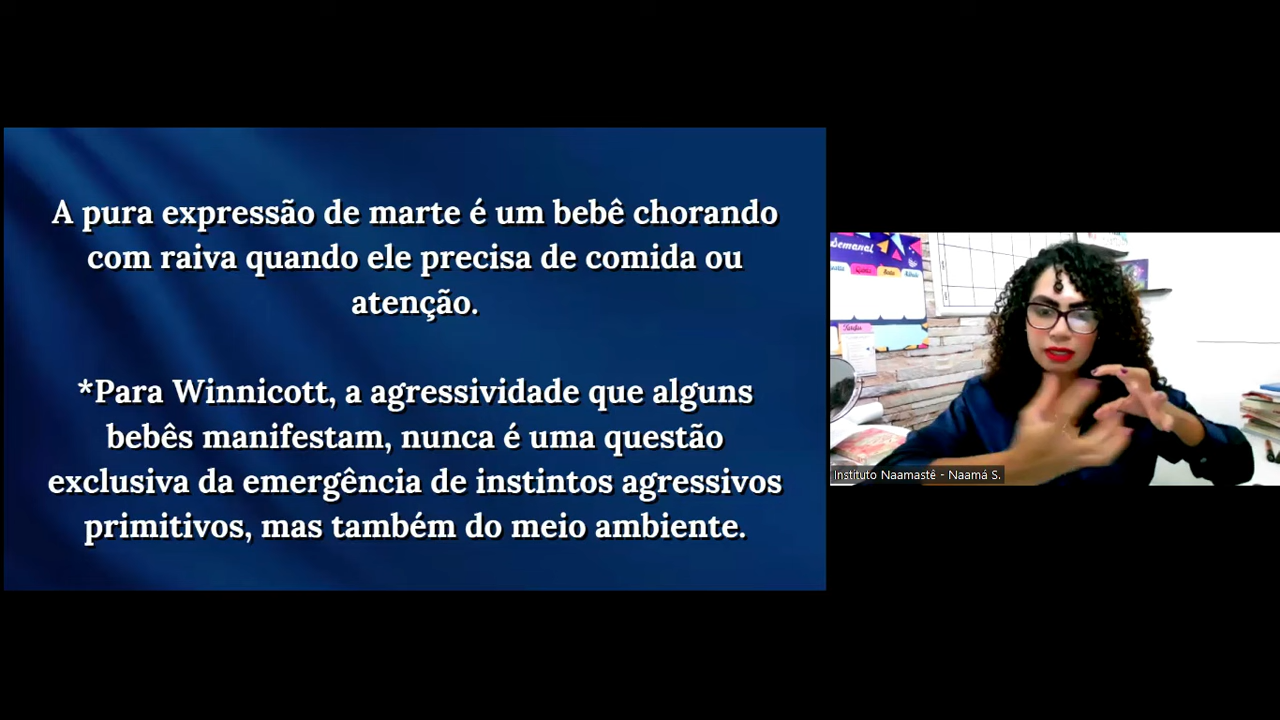 A pura expressão de marte é um bebê chorando
com raiva quando ele precisa de comida ou
atenção.
*Para Winnicott, a agressividade que alguns
bebês manifestam, nunca é uma questão
exclusiva da emergência de instintos agressivos
primitivos, mas também do meio ambiente.
Semanal
Tarefas
Instituto Naamastê - Naamá S.